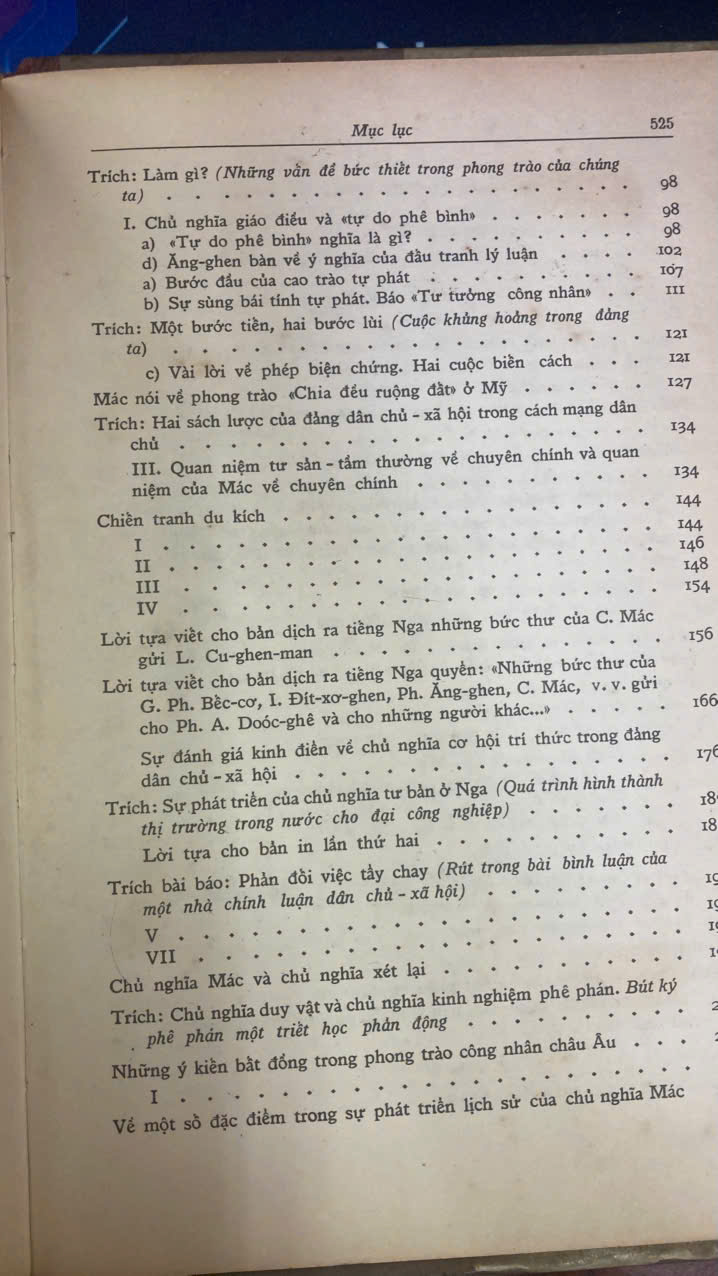 Mục lục 525
Trích: Làm gì? (Những vấn đề bức thiết trong phong trào của chúng
ta) . . . . . . . . . . . . . . . . . . . . 98
I. Chủ nghĩa giáo điều và «tự do phê bình» . . . . . . . 98
a) «Tự do phê bình» nghĩa là gì? . . . . . . . . . 98
d) Ăng-ghen bàn về ý nghĩa của đấu tranh lý luận . . . . 102
a) Bước đầu của cao trào tự phát . . . . . . . . . 107
b) Sự sùng bái tính tự phát. Báo «Tư tưởng công nhân» . . 111
Trích: Một bước tiến, hai bước lùi (Cuộc khủng hoảng trong đảng
ta) . . . . . . . . . . . . . . . . . . . 121
c) Vài lời về phép biện chứng. Hai cuộc biến cách . . . 121
Mác nói về phong trào «Chia đều ruộng đất» ở Mỹ . . . . . . 127
Trích: Hai sách lược của đảng dân chủ - xã hội trong cách mạng dân
chủ . . . . . . . . . . . . . . . . . . . 134
III. Quan niệm tư sản - tầm thường về chuyên chính và quan
niệm của Mác về chuyên chính . . . . . . . . . . 134
Chiến tranh du kích . . . . . . . . . . . . . . . 144
I . . . . . . . . . . . . . . . . . . . . 144
II . . . . . . . . . . . . . . . . . . . . 146
III . . . . . . . . . . . . . . . . . . . 148
IV . . . . . . . . . . . . . . . . . . . 154
Lời tựa viết cho bản dịch ra tiếng Nga những bức thư của C. Mác
gửi L. Cu-ghen-man . . . . . . . . . . . . . 156
Lời tựa viết cho bản dịch ra tiếng Nga quyển: «Những bức thư của
G. Ph. Bếc-cơ, I. Đít-xơ-ghen, Ph. Ăng-ghen, C. Mác, v. v. gửi
cho Ph. A. Doóc-ghê và cho những người khác...» . . . . . 166
Sự đánh giá kinh điển về chủ nghĩa cơ hội trí thức trong đảng
dân chủ - xã hội . . . . . . . . . . . . . . . 176
Trích: Sự phát triển của chủ nghĩa tư bản ở Nga (Quá trình hình thành
thị trường trong nước cho đại công nghiệp) . . . . . . 18
Lời tựa cho bản in lần thứ hai . . . . . . . . . . 18
Trích bài báo: Phản đối việc tẩy chay (Rút trong bài bình luận của
một nhà chính luận dân chủ - xã hội) . . . . . . . . 19
V . . . . . . . . . . . . . . . . . . . . 19
VII . . . . . . . . . . . . . . . . . . . 1
Chủ nghĩa Mác và chủ nghĩa xét lại . . . . . . . . . . 1
Trích: Chủ nghĩa duy vật và chủ nghĩa kinh nghiệm phê phán. Bút ký
phê phán một triết học phản động . . . . . . . . . 2
Những ý kiến bất đồng trong phong trào công nhân châu Âu . . .
I . . . . . . . . . . . . . . . . . . . .
Về một số đặc điểm trong sự phát triển lịch sử của chủ nghĩa Mác